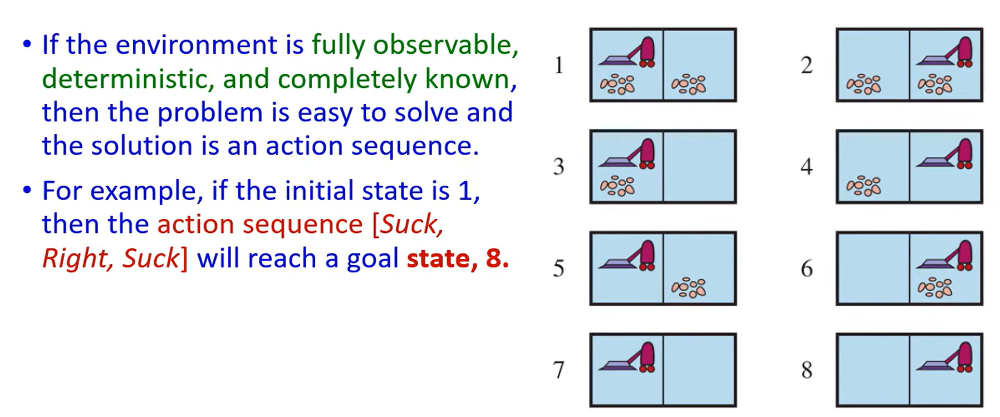 • If the environment is fully observable,
deterministic, and completely known,
then the problem is easy to solve and
the solution is an action sequence.
• For example, if the initial state is 1,
then the action sequence [Suck,
Right, Suck] will reach a goal state, 8.
1
2
3
4
5
6
7
8